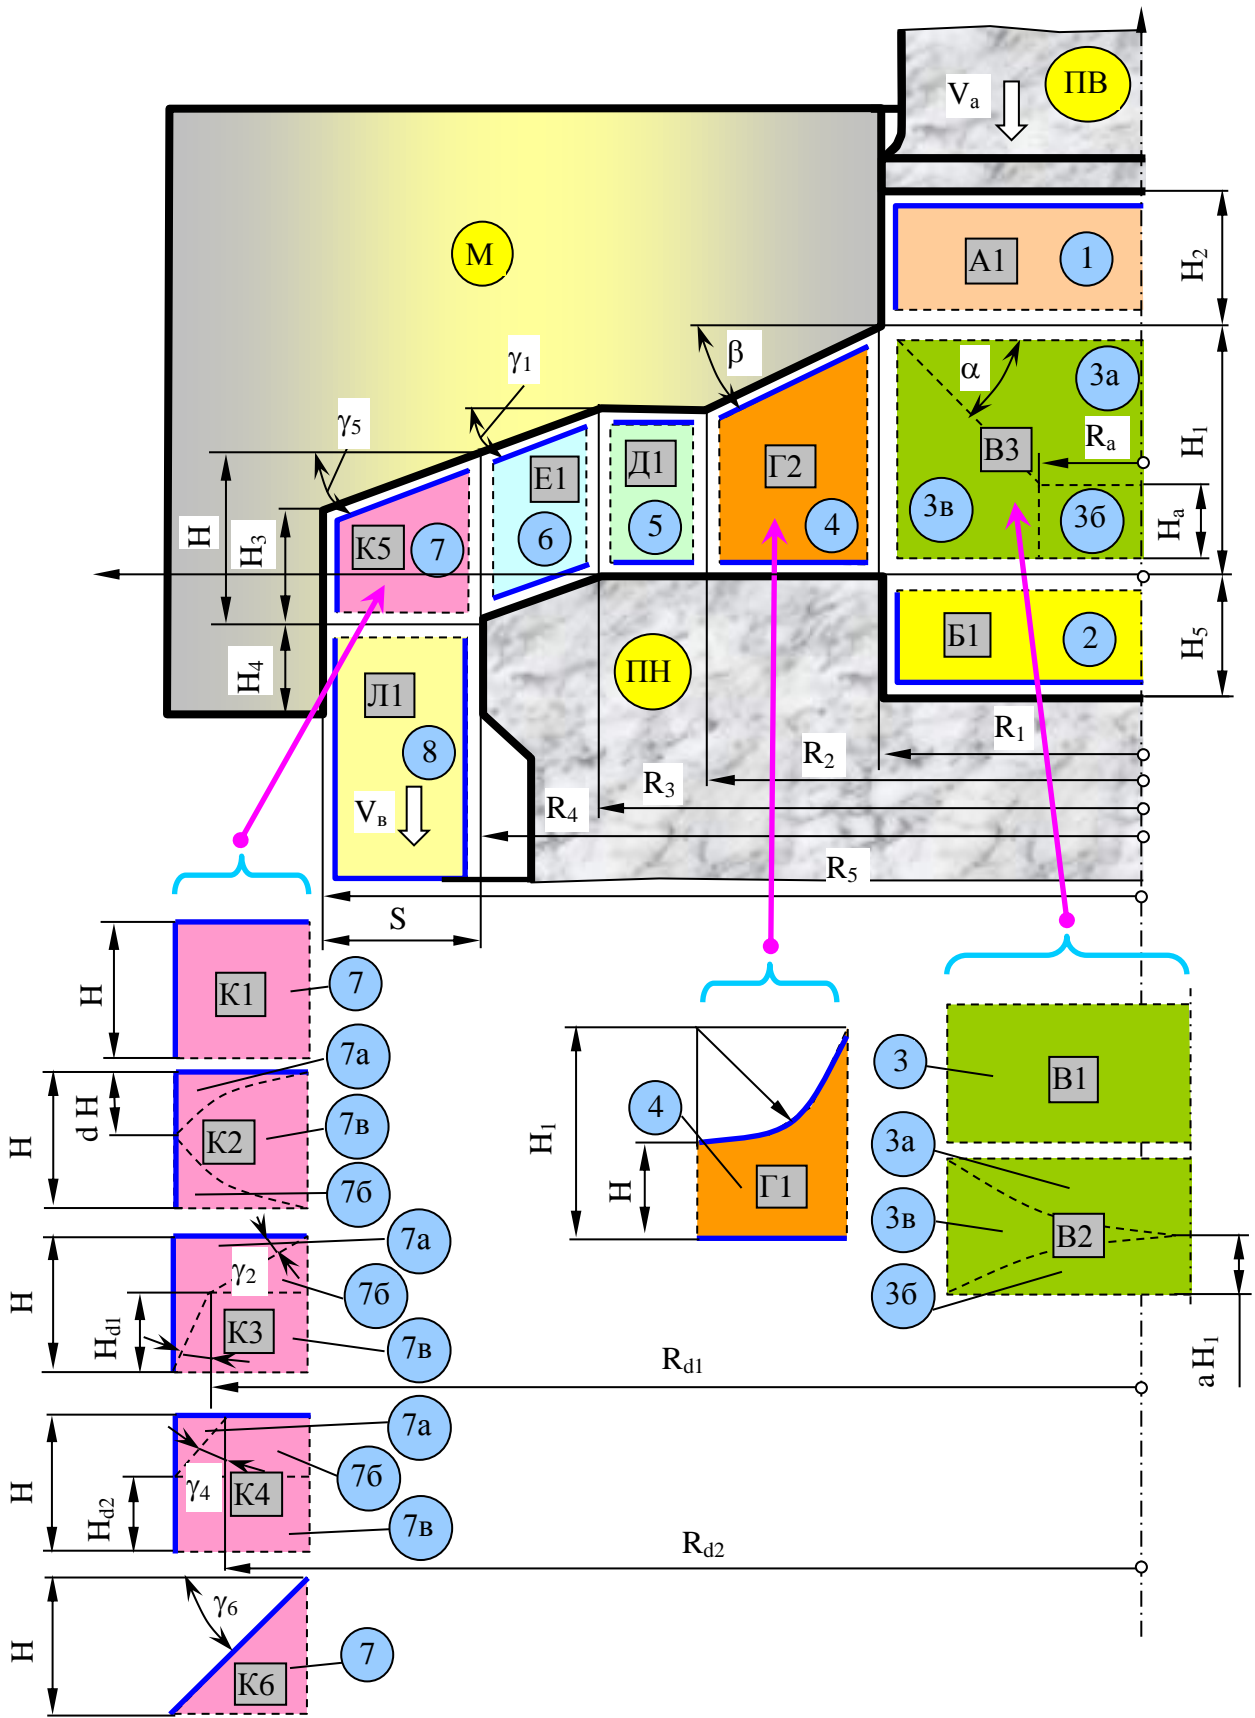 ПВ
Vа
М
А1
1
H2
γ1
β
α
3а
γ5
Rа
H1
В3
Д1
Г2
Е1
3в
3б
Hа
H
H3
К5
7
6
5
4
Б1
2
H5
ПН
H4
Л1
8
R1
R2
R3
R4
Vв
R5
S
К1
7
H
7а
3
В1
d H
К2
7в
4
H1
3а
7б
H
Г1
3в
В2
7а
γ2
7б
3б
H
Hd1
К3
7в
Rd1
a H1
7а
7б
H
γ4
К4
Hd2
7в
Rd2
γ6
H
7
К6